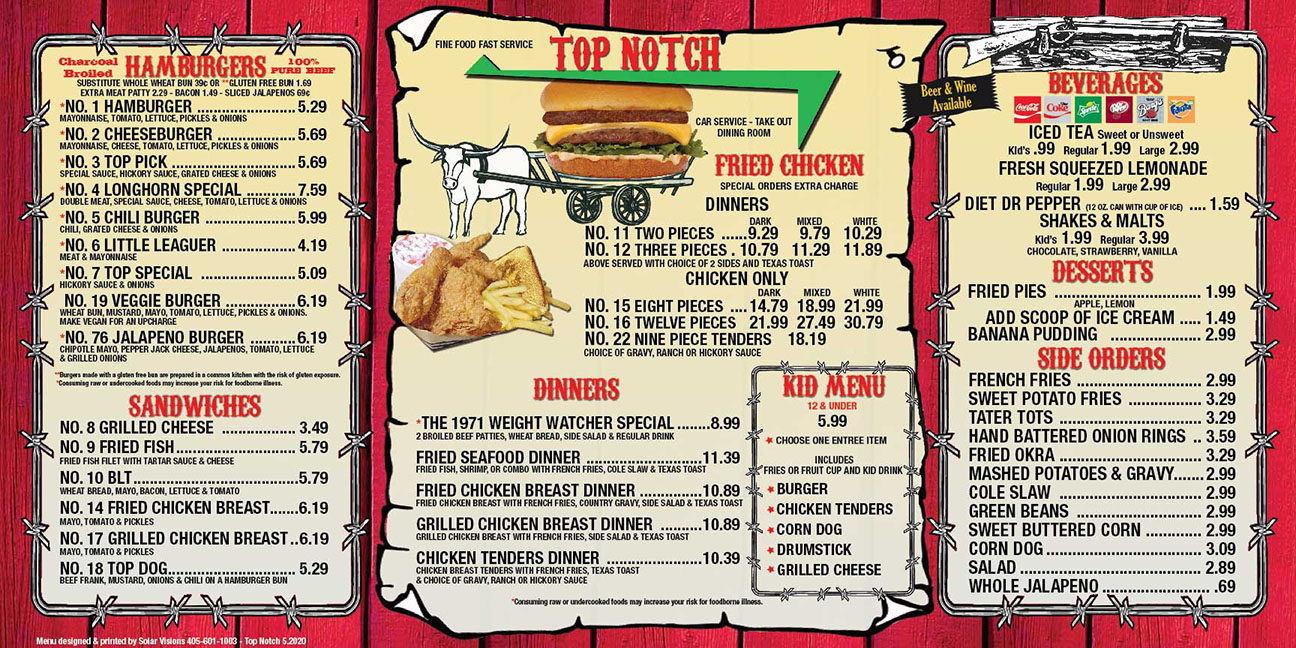 Charcoal Broiled HAMBURGERS 100% PURE BEEF
SUBSTITUTE WHOLE WHEAT BUN 39c OR **GLUTEN FREE BUN 1.69
EXTRA MEAT PATTY 2.29 - BACON 1.49 - SLICED JALAPENOS 69c
*NO. 1 HAMBURGER .................. 5.29
MAYONNAISE, TOMATO, LETTUCE, PICKLES & ONIONS
*NO. 2 CHEESEBURGER .................. 5.69
MAYONNAISE, CHEESE, TOMATO, LETTUCE, PICKLES & ONIONS
*NO. 3 TOP PICK ...................... 5.69
SPECIAL SAUCE, HICKORY SAUCE, GRATED CHEESE & ONIONS
*NO. 4 LONGHORN SPECIAL ........... 7.59
DOUBLE MEAT, SPECIAL SAUCE, CHEESE, TOMATO, LETTUCE & ONIONS
*NO. 5 CHILI BURGER ................. 5.99
CHILI, GRATED CHEESE & ONIONS
*NO. 6 LITTLE LEAGUER ............... 4.19
MEAT & MAYONNAISE
*NO. 7 TOP SPECIAL .................. 5.09
HICKORY SAUCE & ONIONS
NO. 19 VEGGIE BURGER ............... 6.19
WHEAT BUN, MUSTARD, MAYO, TOMATO, LETTUCE, PICKLES & ONIONS.
MAKE VEGAN FOR AN UPCHARGE
*NO. 76 JALAPENO BURGER ........... 6.19
CHIPOTLE MAYO, PEPPER JACK CHEESE, JALAPENOS, TOMATO, LETTUCE
& GRILLED ONIONS
**Burgers made with a gluten free bun are prepared in a common kitchen with the risk of gluten exposure.
*Consuming raw or undercooked foods may increase your risk for foodborne illness.
SANDWICHES
NO. 8 GRILLED CHEESE .............. 3.49
NO. 9 FRIED FISH ..................... 5.79
FRIED FISH FILET WITH TARTAR SAUCE & CHEESE
NO. 10 BLT ............................ 5.79
WHEAT BREAD, MAYO, BACON, LETTUCE & TOMATO
NO. 14 FRIED CHICKEN BREAST....... 6.19
MAYO, TOMATO & PICKLES
NO. 17 GRILLED CHICKEN BREAST .. 6.19
MAYO, TOMATO & PICKLES
NO. 18 TOP DOG....................... 5.29
BEEF FRANK, MUSTARD, ONIONS & CHILI ON A HAMBURGER BUN
Menu designed & printed by Solar Visions 405-601-1003 - Top Notch 5.2020
FINE FOOD FAST SERVICE
TOP NOTCH
CAR SERVICE - TAKE OUT
DINING ROOM
FRIED CHICKEN
SPECIAL ORDERS EXTRA CHARGE
DINNERS
DARK MIXED WHITE
NO. 11 TWO PIECES ......9.29 9.79 10.29
NO. 12 THREE PIECES . 10.79 11.29 11.89
ABOVE SERVED WITH CHOICE OF 2 SIDES AND TEXAS TOAST
CHICKEN ONLY
DARK MIXED WHITE
NO. 15 EIGHT PIECES .... 14.79 18.99 21.99
NO. 16 TWELVE PIECES 21.99 27.49 30.79
NO. 22 NINE PIECE TENDERS 18.19
CHOICE OF GRAVY, RANCH OR HICKORY SAUCE
DINNERS
*THE 1971 WEIGHT WATCHER SPECIAL ........8.99
2 BROILED BEEF PATTIES, WHEAT BREAD, SIDE SALAD & REGULAR DRINK
FRIED SEAFOOD DINNER ..................... 11.39
FRIED FISH, SHRIMP, OR COMBO WITH FRENCH FRIES, COLE SLAW & TEXAS TOAST
FRIED CHICKEN BREAST DINNER ............. 10.89
FRIED CHICKEN BREAST WITH FRENCH FRIES, COUNTRY GRAVY, SIDE SALAD & TEXAS TOAST
GRILLED CHICKEN BREAST DINNER .......... 10.89
GRILLED CHICKEN BREAST WITH FRENCH FRIES, SIDE SALAD & TEXAS TOAST
CHICKEN TENDERS DINNER .................. 10.39
CHICKEN BREAST TENDERS WITH FRENCH FRIES, TEXAS TOAST
& CHOICE OF GRAVY, RANCH OR HICKORY SAUCE
KID MENU
12 & UNDER
5.99
CHOOSE ONE ENTREE ITEM
INCLUDES
FRIES OR FRUIT CUP AND KID DRINK
BURGER
CHICKEN TENDERS
CORN DOG
DRUMSTICK
GRILLED CHEESE
*Consuming raw or undercooked foods may increase your risk for foodborne illness.
Beer & Wine
Available
BEVERAGES
Coca-Cola Coke Sprite Dr Pepper Barq's Fanta
ICED TEA Sweet or Unsweet
Kid's .99 Regular 1.99 Large 2.99
FRESH SQUEEZED LEMONADE
Regular 1.99 Large 2.99
DIET DR PEPPER (12 OZ. CAN WITH CUP OF ICE) .... 1.59
SHAKES & MALTS
Kid's 1.99 Regular 3.99
CHOCOLATE, STRAWBERRY, VANILLA
DESSERTS
FRIED PIES ............................ 1.99
APPLE, LEMON
ADD SCOOP OF ICE CREAM ..... 1.49
BANANA PUDDING .................. 2.99
SIDE ORDERS
FRENCH FRIES ........................ 2.99
SWEET POTATO FRIES ............... 3.29
TATER TOTS .......................... 3.29
HAND BATTERED ONION RINGS .. 3.59
FRIED OKRA .......................... 3.29
MASHED POTATOES & GRAVY....... 2.99
COLE SLAW ........................... 2.99
GREEN BEANS ........................ 2.99
SWEET BUTTERED CORN ............ 2.99
CORN DOG ............................ 3.09
SALAD ................................. 2.89
WHOLE JALAPENO .................... .69